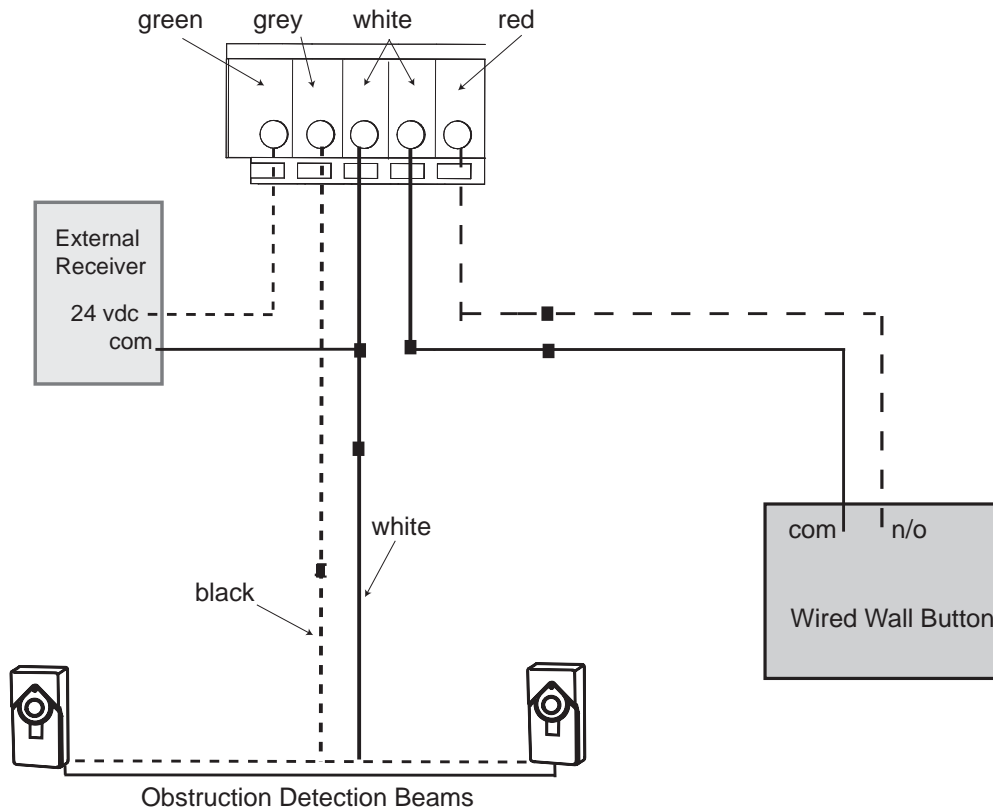 green grey white red
External
Receiver
24 vdc
com
white
black
com n/o
Wired Wall Button
Obstruction Detection Beams